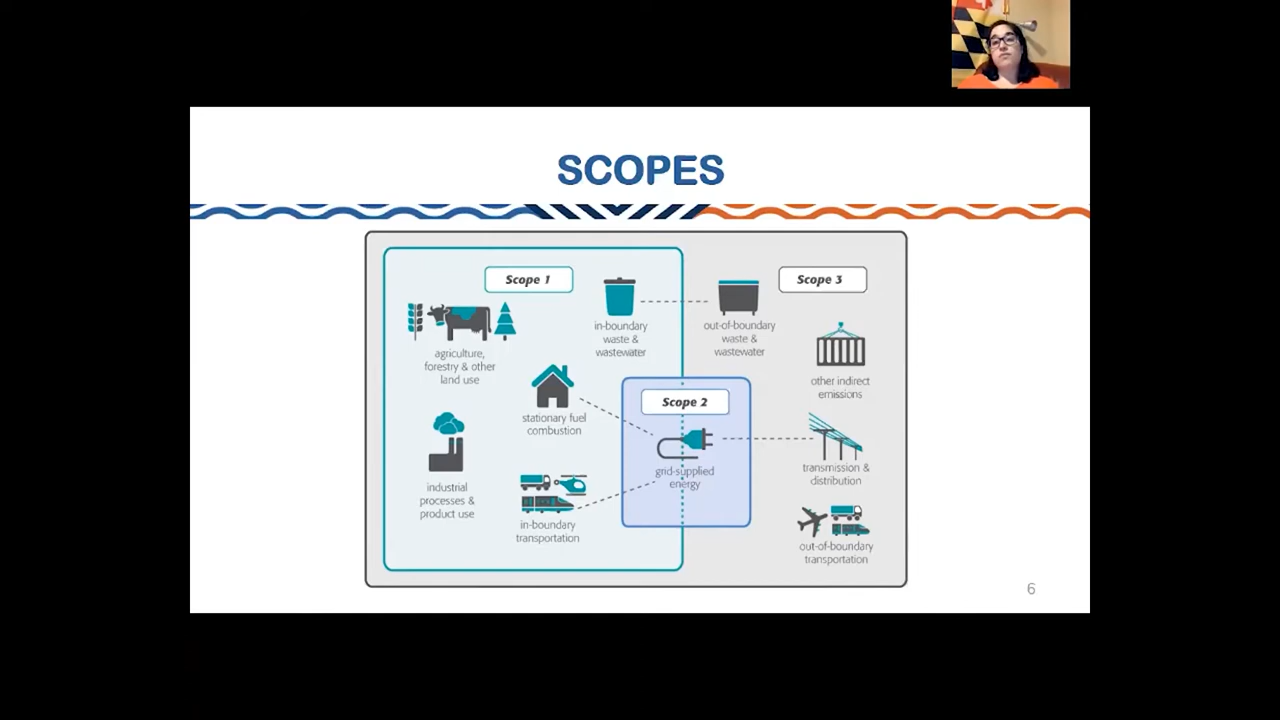 SCOPES
Scope 1
in-boundary
waste &
wastewater
agriculture,
forestry & other
land use
stationary fuel
combustion
industrial
processes &
product use
in-boundary
transportation
Scope 2
grid-supplied
energy
Scope 3
out-of-boundary
waste &
wastewater
other indirect
emissions
transmission &
distribution
out-of-boundary
transportation
6